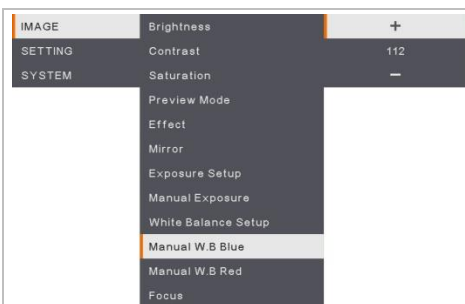 IMAGE
SETTING
SYSTEM
Brightness
Contrast
Saturation
Preview Mode
Effect
Mirror
Exposure Setup
Manual Exposure
White Balance Setup
Manual W.B Blue
Manual W.B Red
Focus
+
112
−